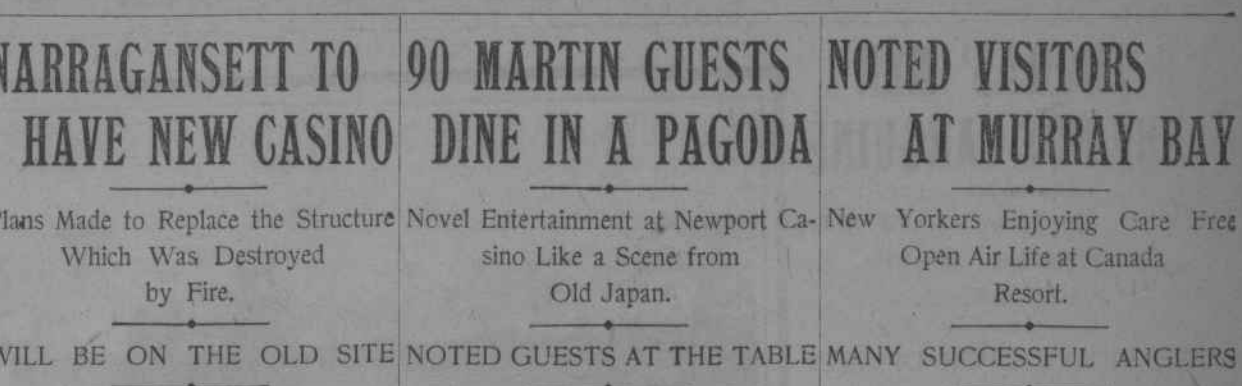 NARRAGANSETT TO
HAVE NEW CASINO
Plans Made to Replace the Structure
Which Was Destroyed
by Fire.
WILL BE ON THE OLD SITE
90 MARTIN GUESTS
DINE IN A PAGODA
Novel Entertainment at Newport Ca-
sino Like a Scene from
Old Japan.
NOTED GUESTS AT THE TABLE
NOTED VISITORS
AT MURRAY BAY
New Yorkers Enjoying Care Free
Open Air Life at Canada
Resort.
MANY SUCCESSFUL ANGLERS